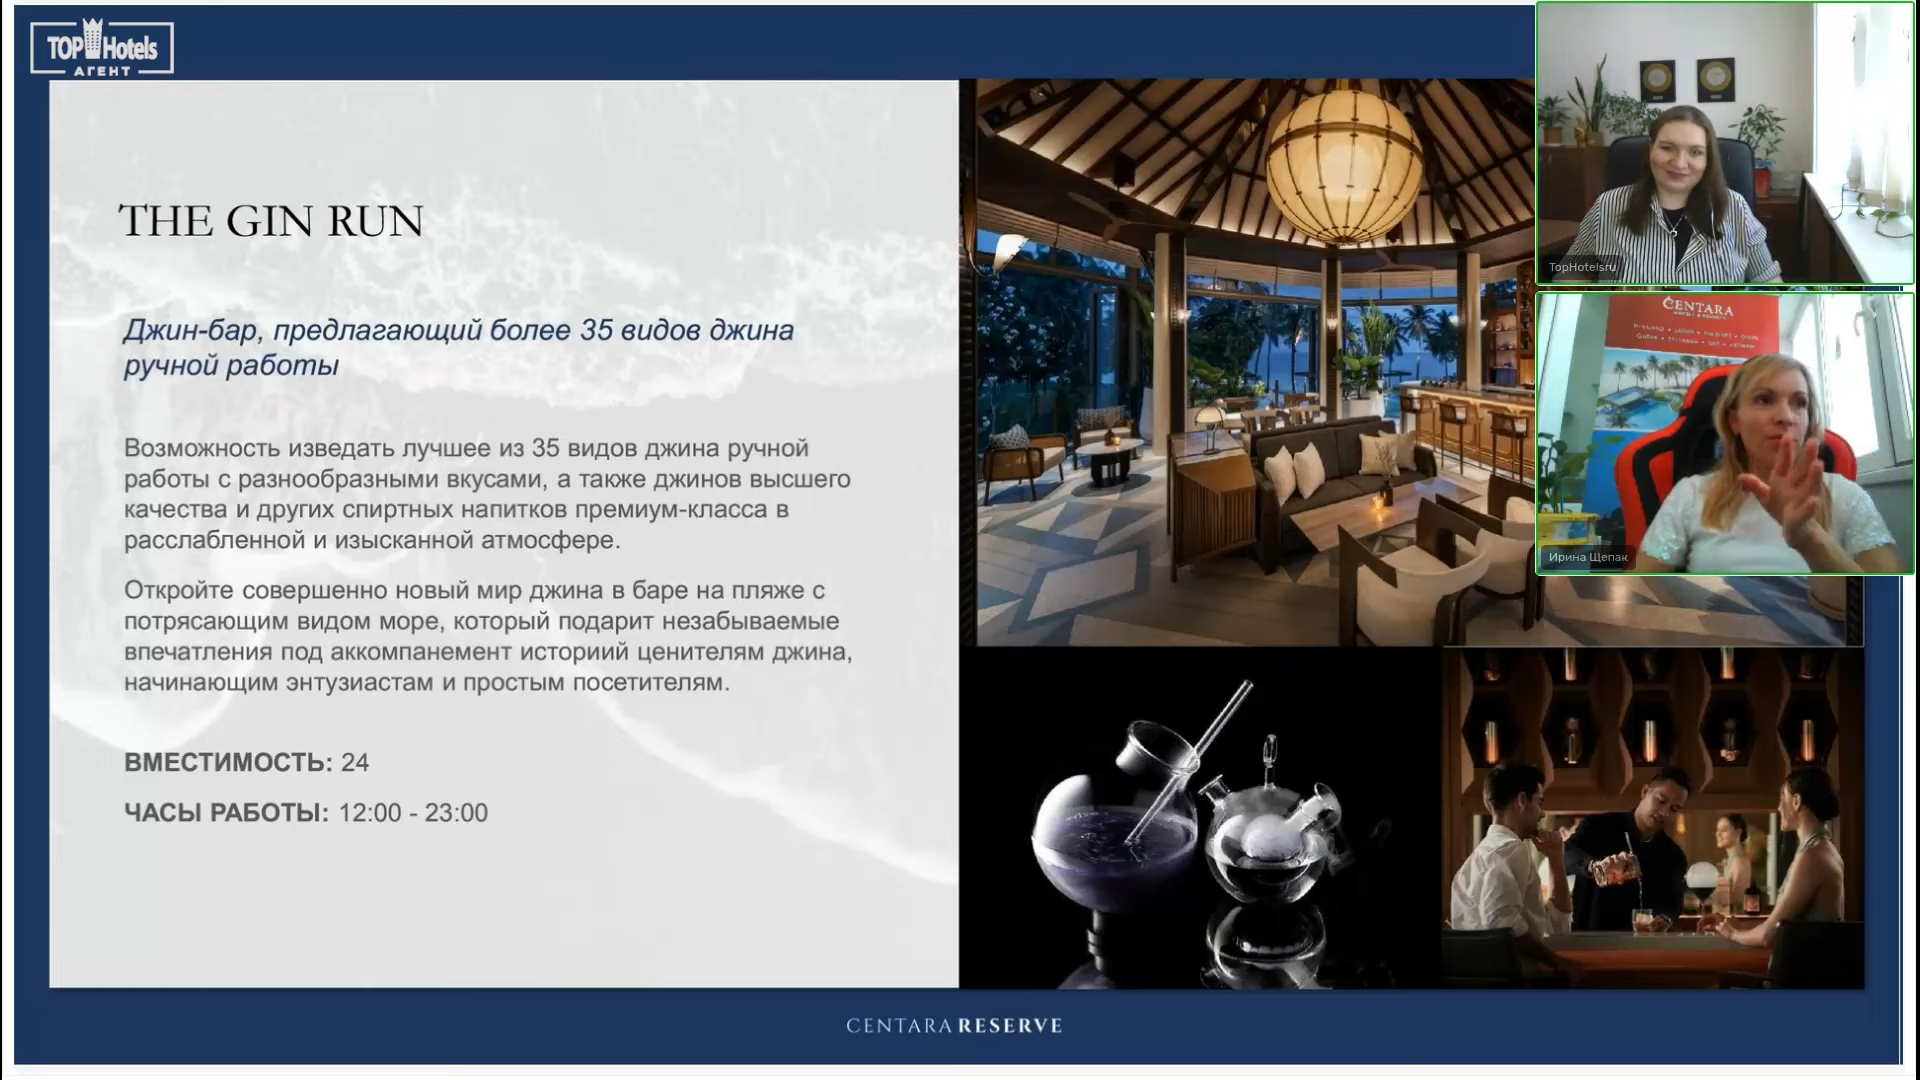 TOP Hotels
АГЕНТ
THE GIN RUN
Джин-бар, предлагающий более 35 видов джина
ручной работы
Возможность изведать лучшее из 35 видов джина ручной
работы с разнообразными вкусами, а также джинов высшего
качества и других спиртных напитков премиум-класса в
расслабленной и изысканной атмосфере.
Откройте совершенно новый мир джина в баре на пляже с
потрясающим видом море, который подарит незабываемые
впечатления под аккомпанемент историий ценителям джина,
начинающим энтузиастам и простым посетителям.
ВМЕСТИМОСТЬ: 24
ЧАСЫ РАБОТЫ: 12:00 - 23:00
CENTARA RESERVE
TopHotelsru
CENTARA
Ирина Щепак